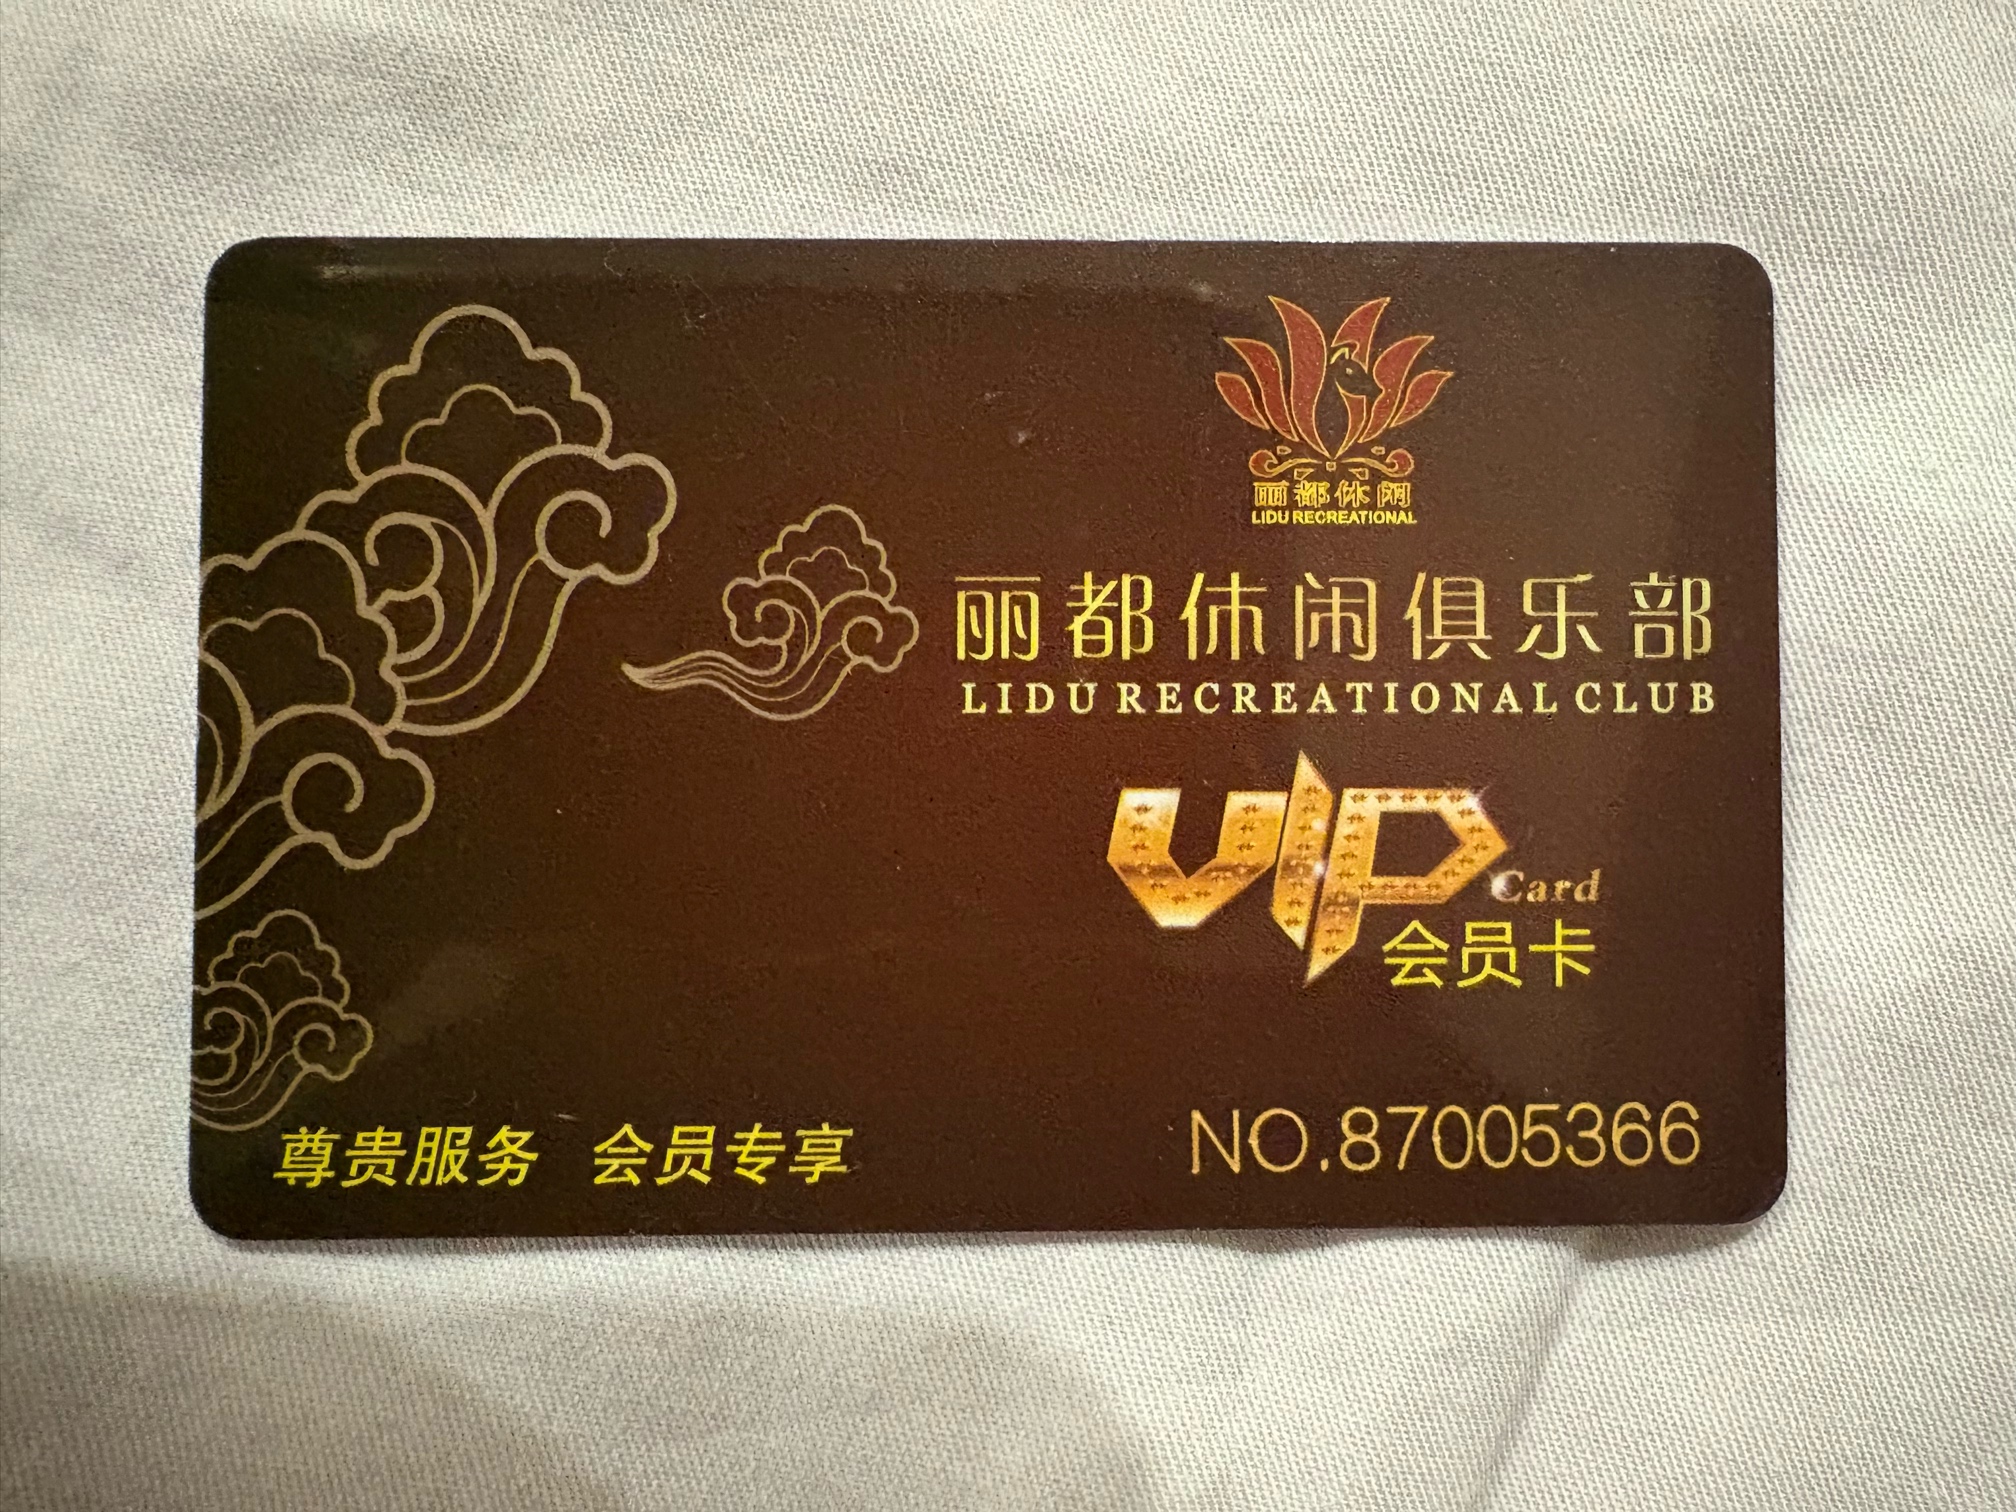 丽都休闲
LIDU RECREATIONAL
丽都休闲俱乐部
LIDU RECREATIONAL CLUB
VIP Card
会员卡
尊贵服务 会员专享
NO.87005366